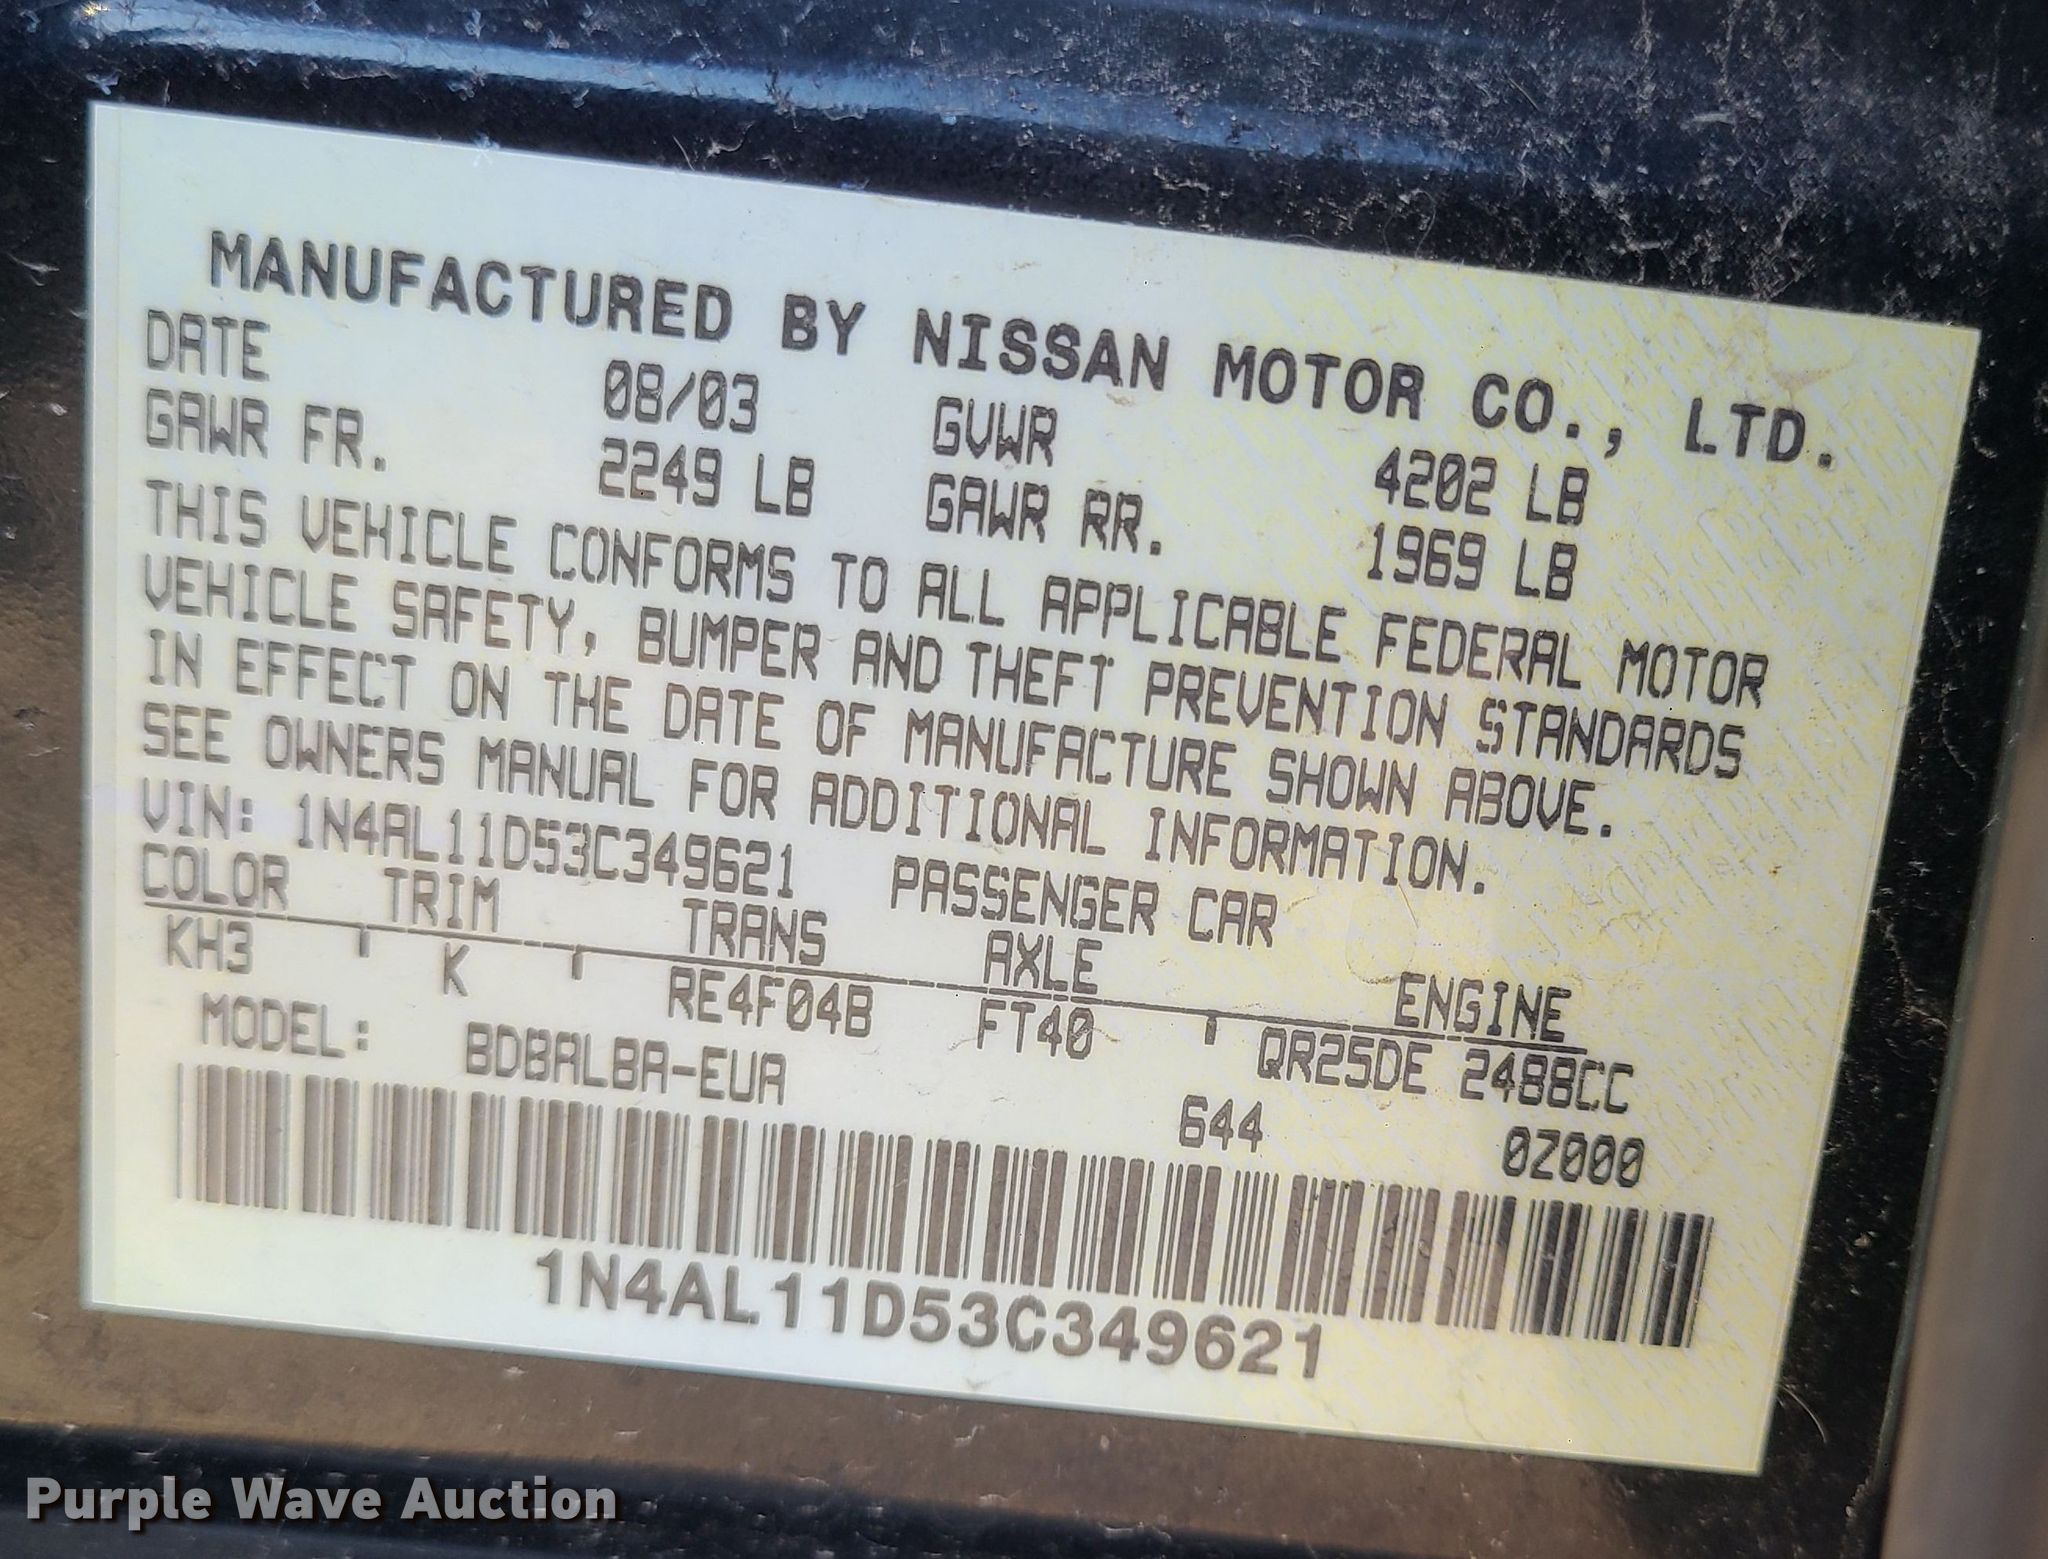 MANUFACTURED BY NISSAN MOTOR CO., LTD.
DATE 08/03 GVWR 4202 LB
GAWR FR. 2249 LB GAWR RR. 1969 LB
THIS VEHICLE CONFORMS TO ALL APPLICABLE FEDERAL MOTOR
VEHICLE SAFETY, BUMPER AND THEFT PREVENTION STANDARDS
IN EFFECT ON THE DATE OF MANUFACTURE SHOWN ABOVE.
SEE OWNERS MANUAL FOR ADDITIONAL INFORMATION.
VIN: 1N4AL11D53C349621 PASSENGER CAR
COLOR TRIM TRANS AXLE ENGINE
KH3 K RE4F04B FT40 QR25DE 2488CC
MODEL: BDBALBA-EUA 644 0Z000
1N4AL11D53C349621
Purple Wave Auction